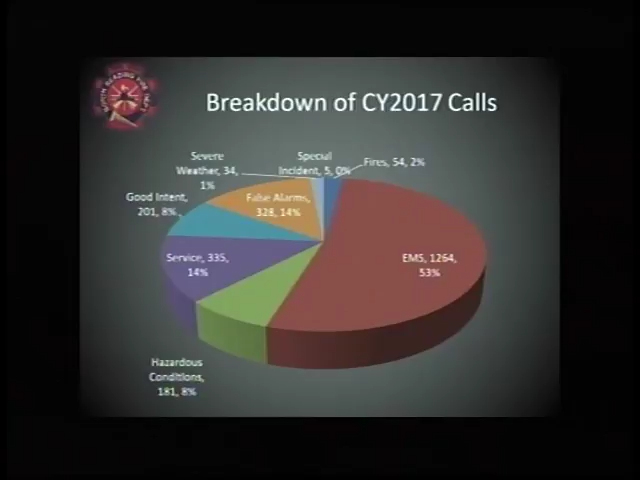 Breakdown of CY2017 Calls
Severe
Weather, 34,
1%
Special
Incident, 5, 0%
Fires, 54, 2%
Good Intent,
201, 8%
False Alarms,
328, 14%
EMS, 1264,
53%
Service, 335,
14%
Hazardous
Conditions,
181, 8%